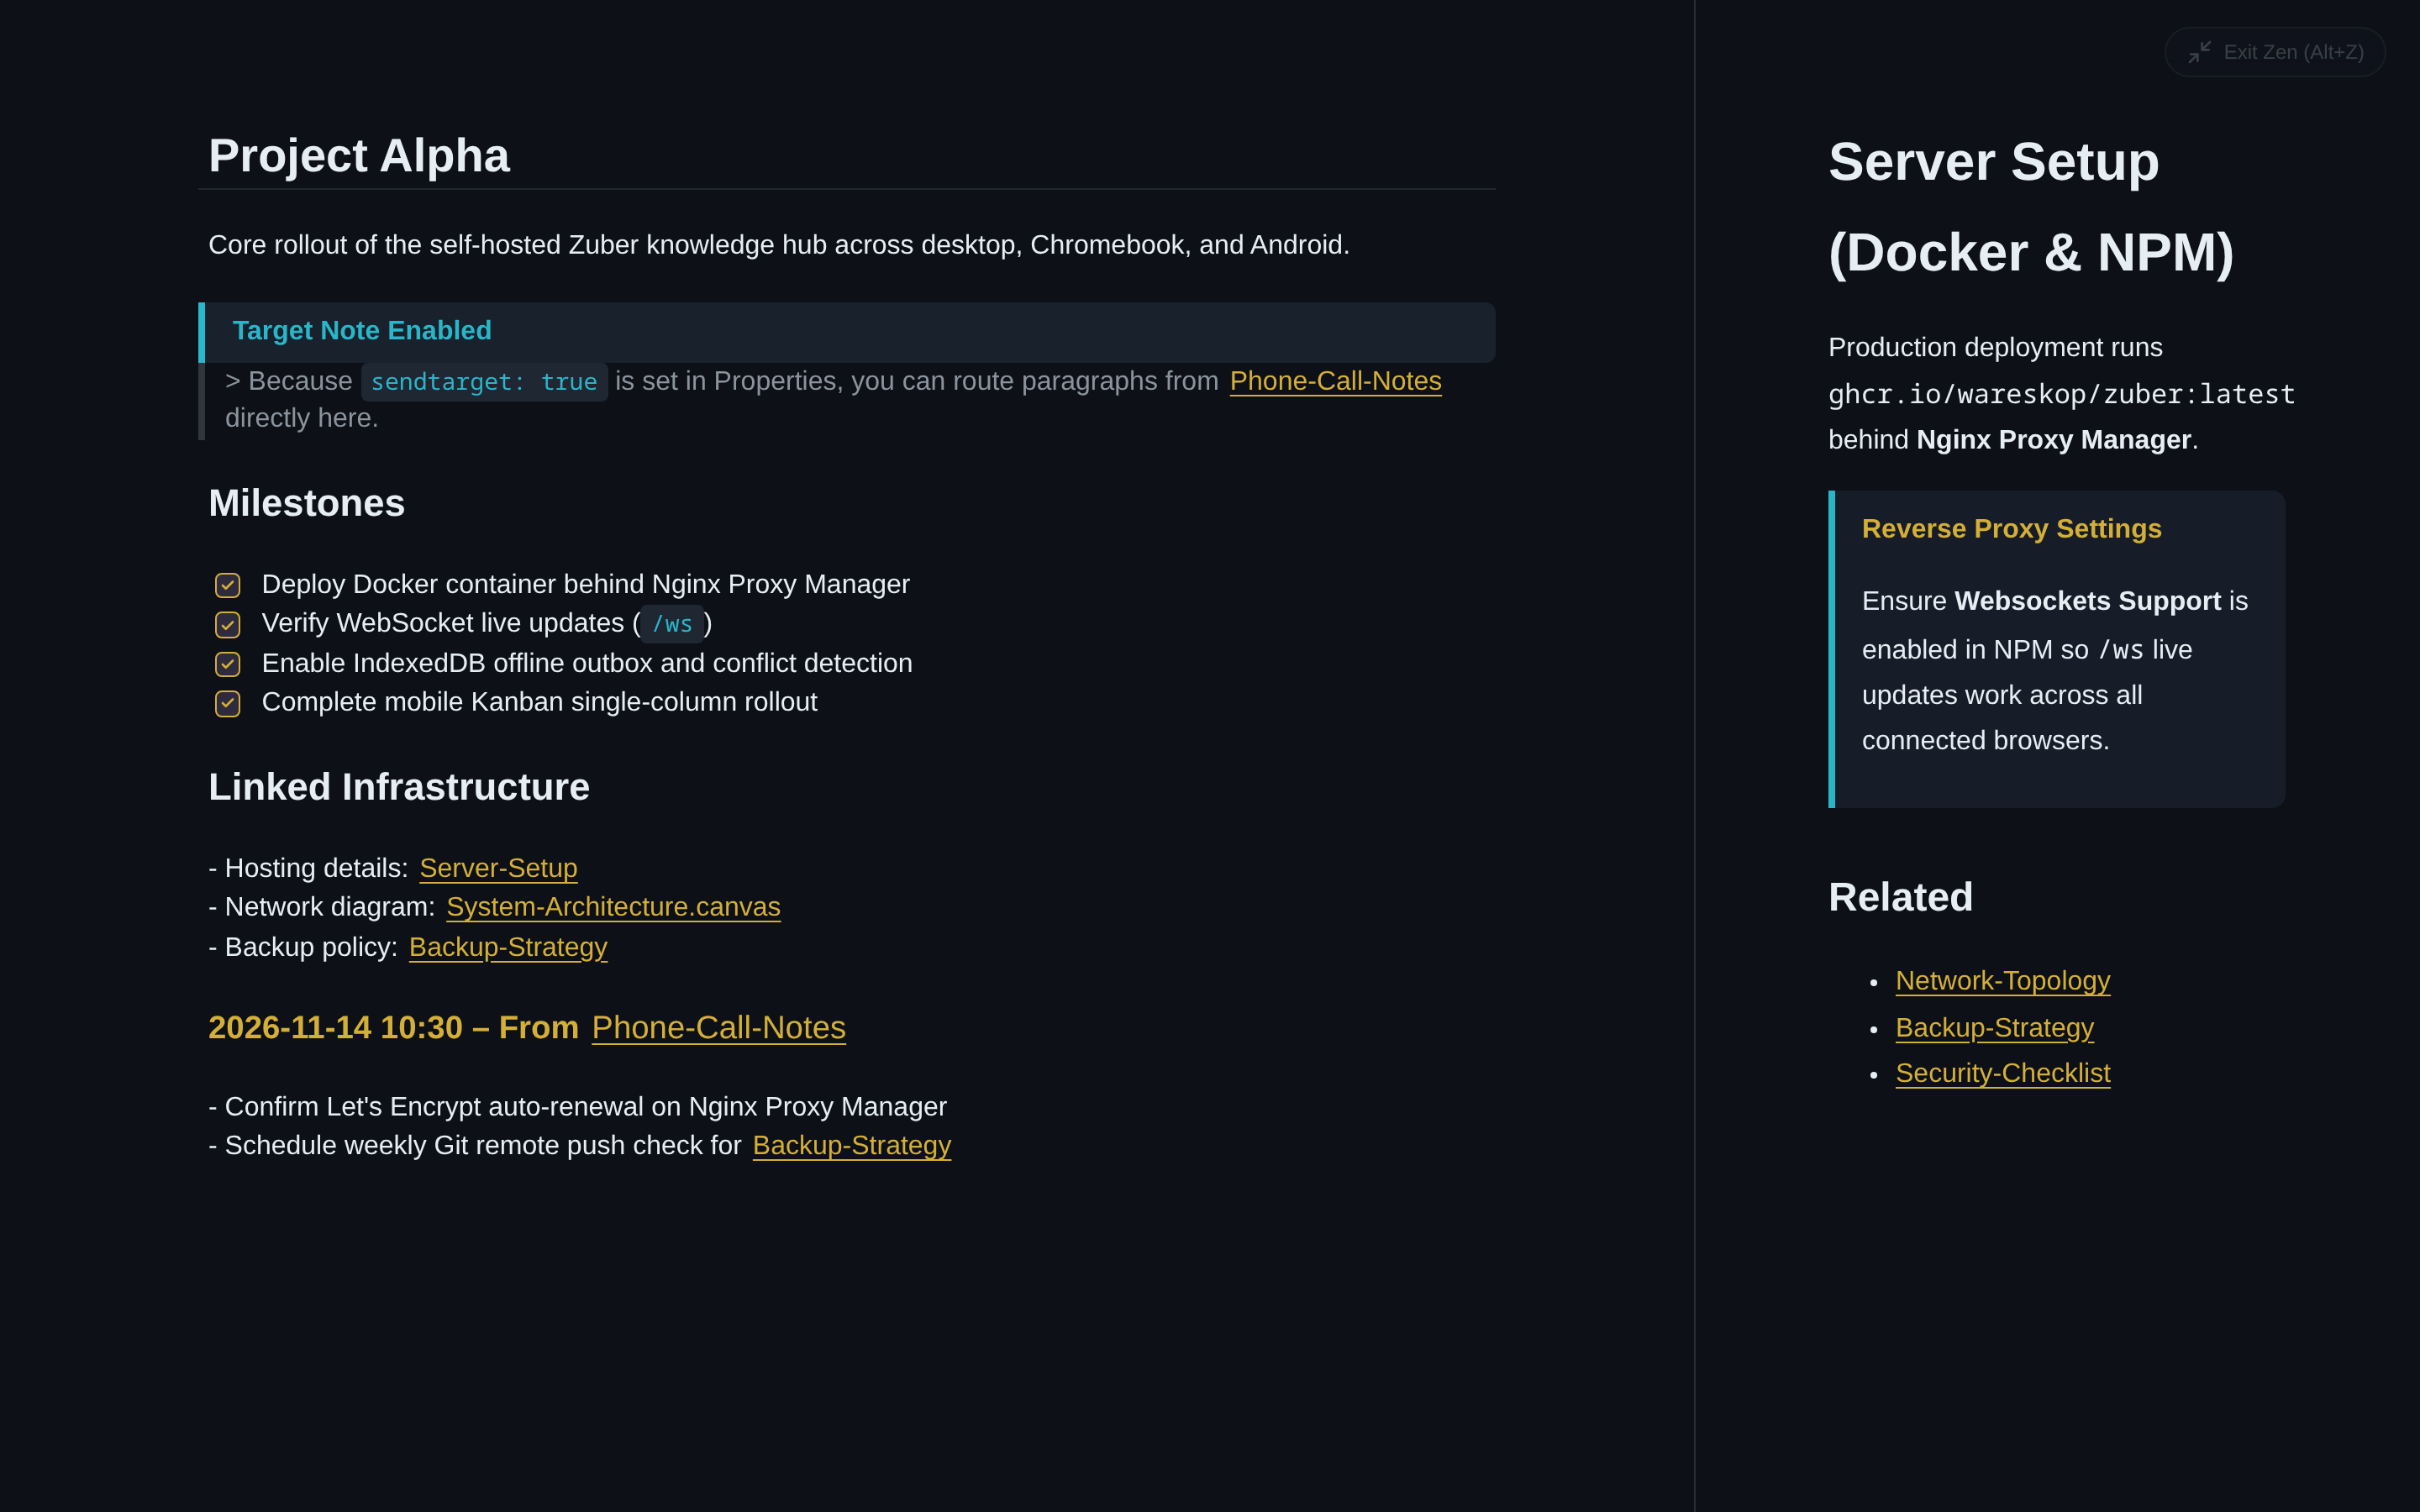 Exit Zen (Alt+Z)
Project Alpha
Core rollout of the self-hosted Zuber knowledge hub across desktop, Chromebook, and Android.
Target Note Enabled
> Because sendtarget: true is set in Properties, you can route paragraphs from Phone-Call-Notes
directly here.
Milestones
Deploy Docker container behind Nginx Proxy Manager
Verify WebSocket live updates (/ws)
Enable IndexedDB offline outbox and conflict detection
Complete mobile Kanban single-column rollout
Linked Infrastructure
- Hosting details: Server-Setup
- Network diagram: System-Architecture.canvas
- Backup policy: Backup-Strategy
2026-11-14 10:30 – From Phone-Call-Notes
- Confirm Let's Encrypt auto-renewal on Nginx Proxy Manager
- Schedule weekly Git remote push check for Backup-Strategy
Server Setup
(Docker & NPM)
Production deployment runs
ghcr.io/wareskop/zuber:latest
behind Nginx Proxy Manager.
Reverse Proxy Settings
Ensure Websockets Support is
enabled in NPM so /ws live
updates work across all
connected browsers.
Related
• Network-Topology
• Backup-Strategy
• Security-Checklist